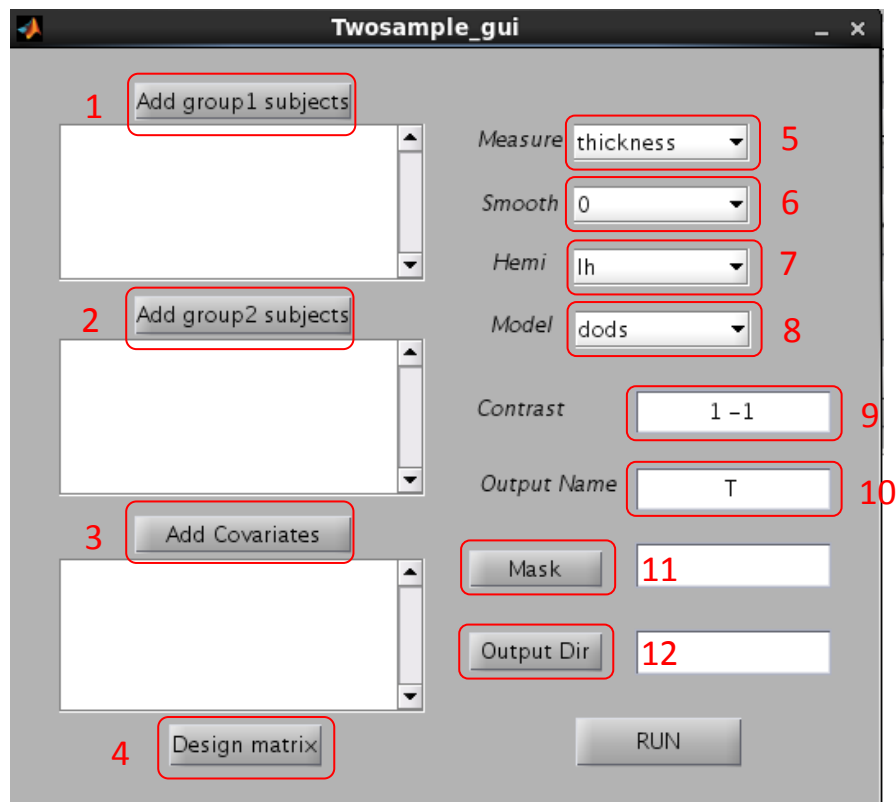 Twosample_gui
1 Add group1 subjects
2 Add group2 subjects
3 Add Covariates
4 Design matrix
Measure thickness 5
Smooth 0 6
Hemi lh 7
Model dods 8
Contrast 1 -1 9
Output Name T 10
Mask 11
Output Dir 12
RUN